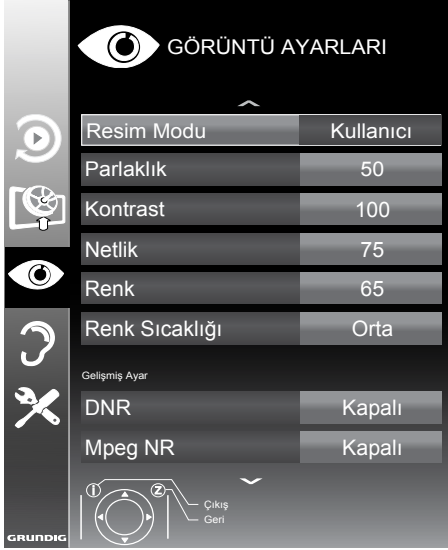 GÖRÜNTÜ AYARLARI
Resim Modu Kullanıcı
Parlaklık 50
Kontrast 100
Netlik 75
Renk 65
Renk Sıcaklığı Orta
Gelişmiş Ayar
DNR Kapalı
Mpeg NR Kapalı
i Z
Çıkış
Geri
GRUNDIG